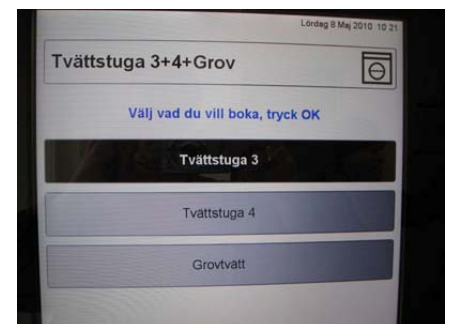 Lördag 8 Maj 2010 10 21
Tvättstuga 3+4+Grov
Välj vad du vill boka, tryck OK
Tvättstuga 3
Tvättstuga 4
Grovtvätt